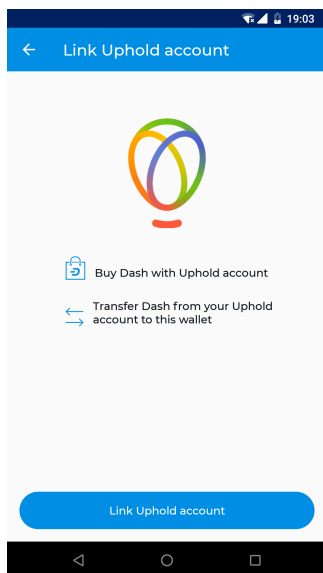 19:03
Link Uphold account
Buy Dash with Uphold account
Transfer Dash from your Uphold
account to this wallet
Link Uphold account